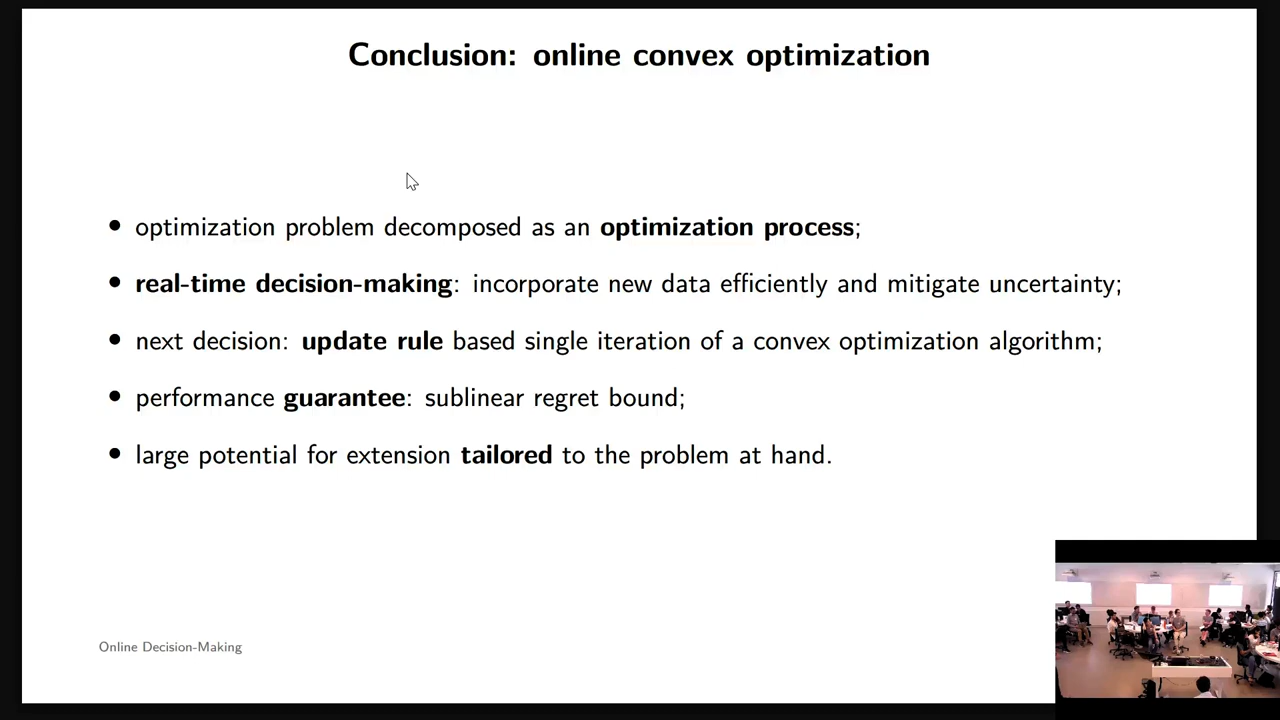 Conclusion: online convex optimization
• optimization problem decomposed as an optimization process;
• real-time decision-making: incorporate new data efficiently and mitigate uncertainty;
• next decision: update rule based single iteration of a convex optimization algorithm;
• performance guarantee: sublinear regret bound;
• large potential for extension tailored to the problem at hand.
Online Decision-Making